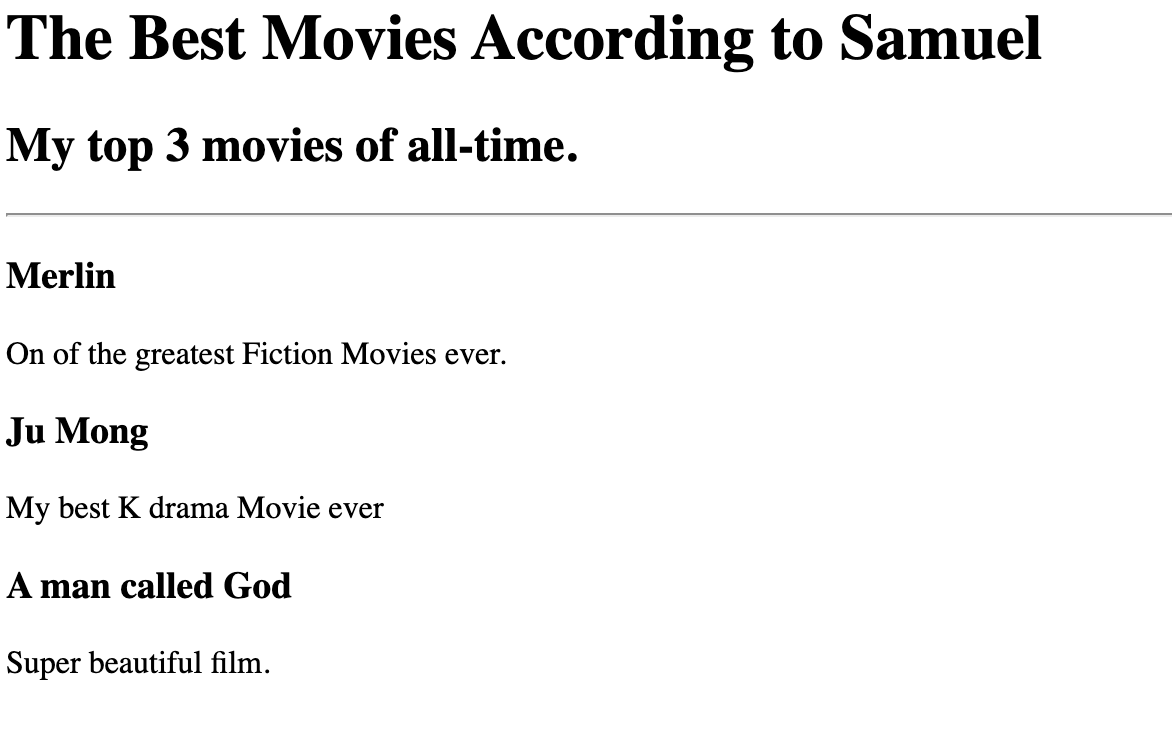 The Best Movies According to Samuel
My top 3 movies of all-time.
Merlin
On of the greatest Fiction Movies ever.
Ju Mong
My best K drama Movie ever
A man called God
Super beautiful film.